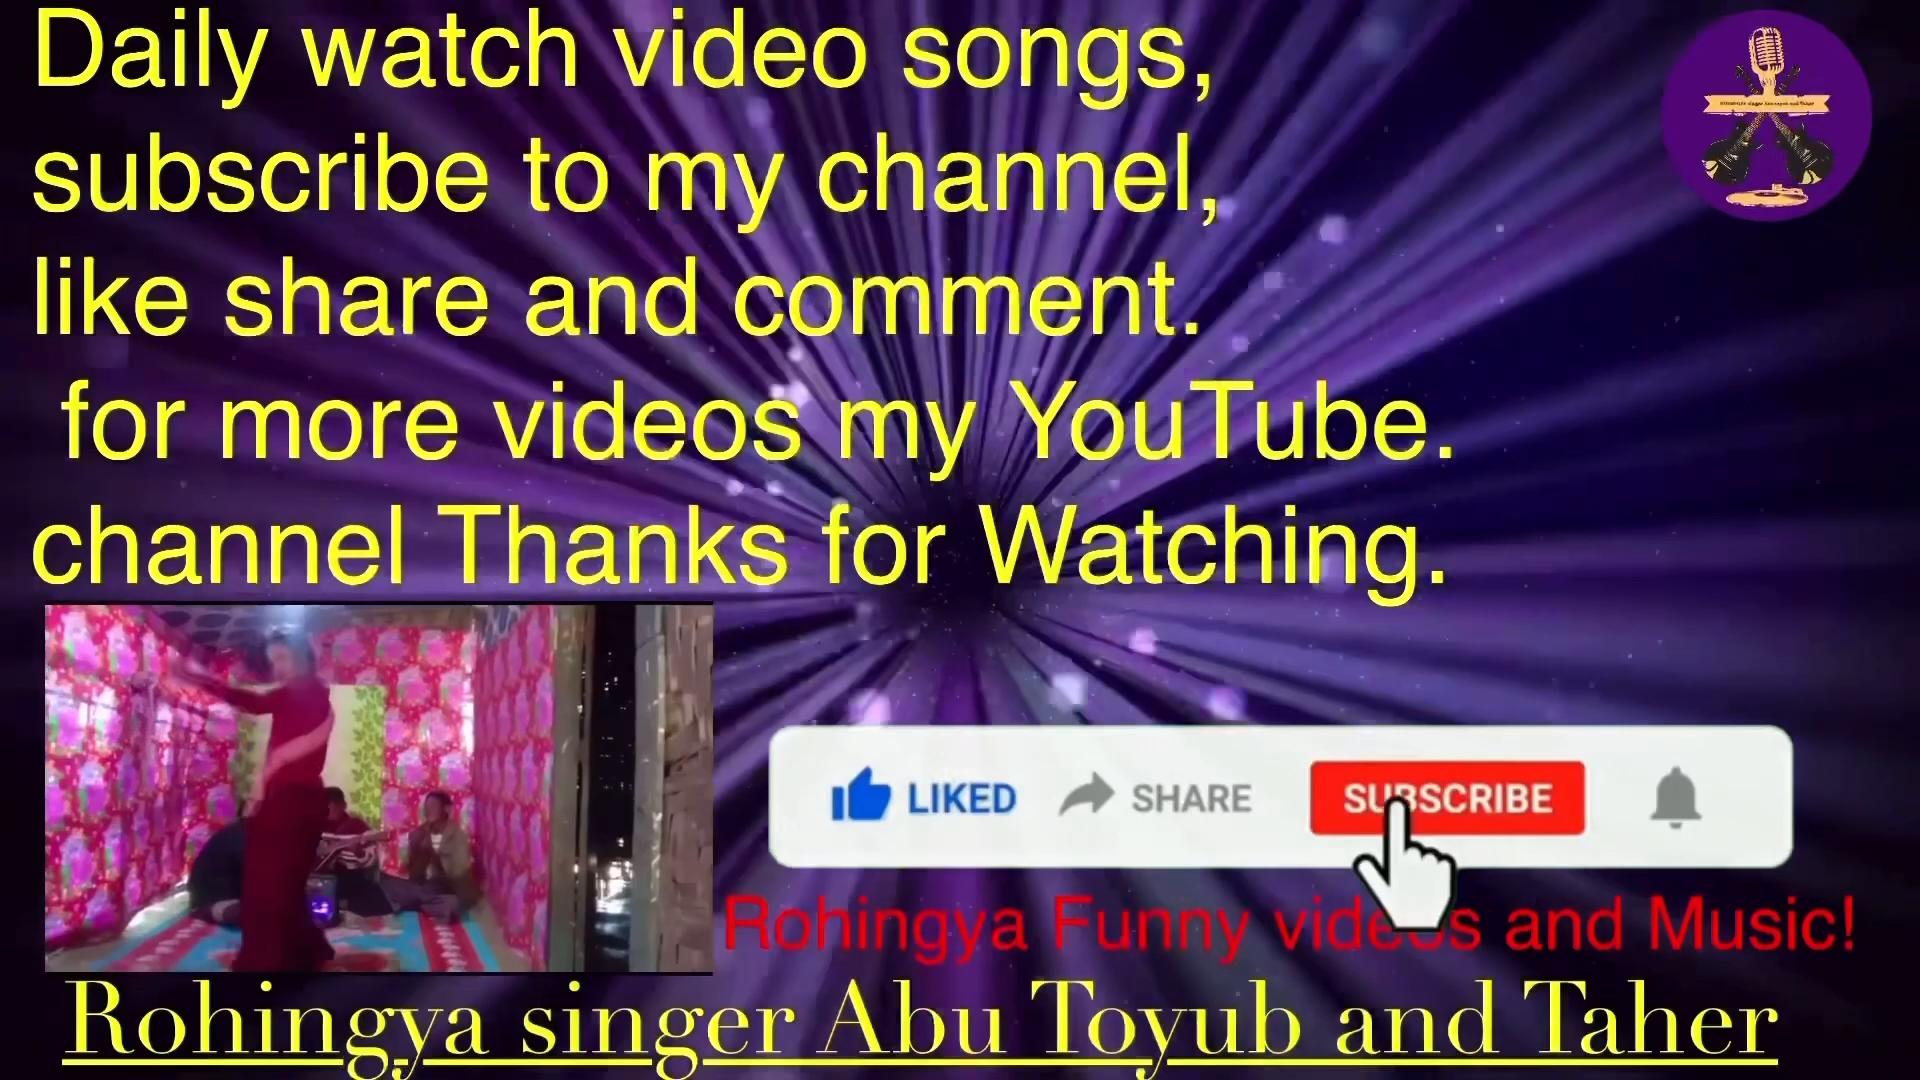 Daily watch video songs,
subscribe to my channel,
like share and comment.
for more videos my YouTube.
channel Thanks for Watching.
LIKED SHARE SUBSCRIBE
Rohingya Funny videos and Music!
Rohingya singer Abu Toyub and Taher